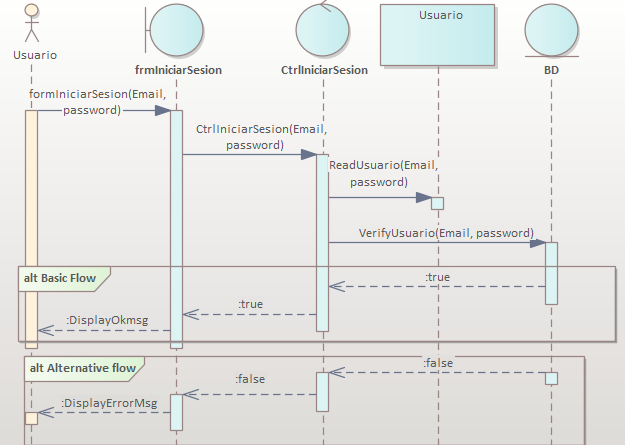 Usuario
Usuario
frmIniciarSesion
CtrlIniciarSesion
BD
formIniciarSesion(Email,
password)
CtrlIniciarSesion(Email,
password)
ReadUsuario(Email,
password)
VerifyUsuario(Email, password)
alt Basic Flow
:true
:true
:DisplayOkmsg
alt Alternative flow
:false
:false
:DisplayErrorMsg